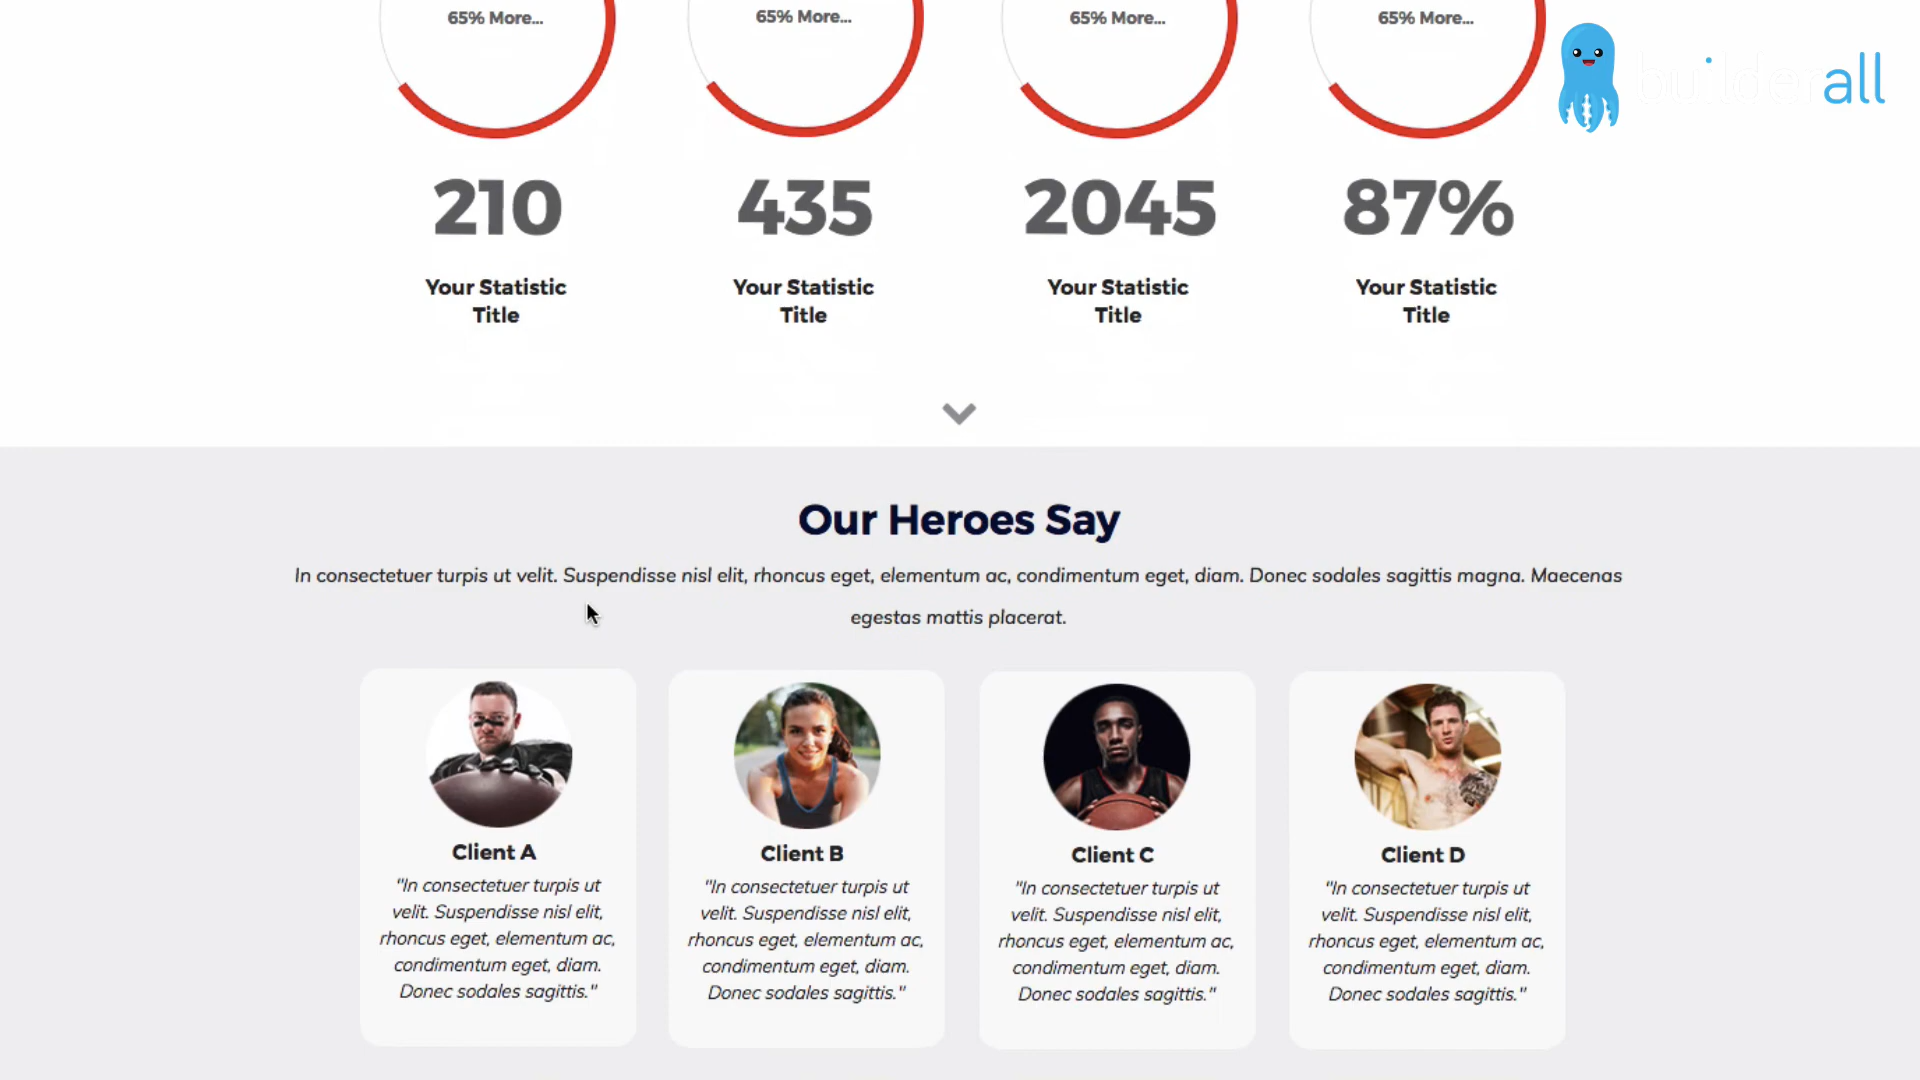 65% More...
65% More...
65% More...
65% More...
builderall
210
435
2045
87%
Your Statistic
Title
Your Statistic
Title
Your Statistic
Title
Your Statistic
Title
Our Heroes Say
In consectetuer turpis ut velit. Suspendisse nisl elit, rhoncus eget, elementum ac, condimentum eget, diam. Donec sodales sagittis magna. Maecenas
egestas mattis placerat.
Client A
"In consectetuer turpis ut
velit. Suspendisse nisl elit,
rhoncus eget, elementum ac,
condimentum eget, diam.
Donec sodales sagittis."
Client B
"In consectetuer turpis ut
velit. Suspendisse nisl elit,
rhoncus eget, elementum ac,
condimentum eget, diam.
Donec sodales sagittis."
Client C
"In consectetuer turpis ut
velit. Suspendisse nisl elit,
rhoncus eget, elementum ac,
condimentum eget, diam.
Donec sodales sagittis."
Client D
"In consectetuer turpis ut
velit. Suspendisse nisl elit,
rhoncus eget, elementum ac,
condimentum eget, diam.
Donec sodales sagittis."